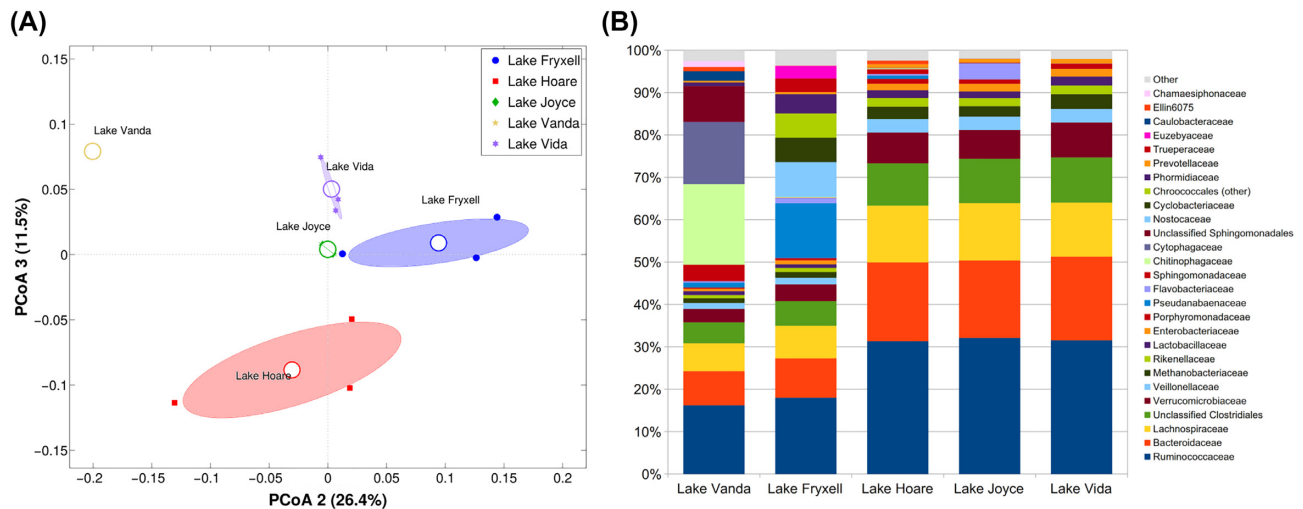 (A)
0.15
0.1
0.05
0
−0.05
−0.1
−0.15
PCoA 3 (11.5%)
−0.2
−0.15
−0.1
−0.05
0
0.05
0.1
0.15
0.2
PCoA 2 (26.4%)
Lake Vanda
Lake Vida
Lake Fryxell
Lake Joyce
Lake Hoare
Lake Fryxell
Lake Hoare
Lake Joyce
Lake Vanda
Lake Vida
(B)
100%
90%
80%
70%
60%
50%
40%
30%
20%
10%
0%
Lake Vanda
Lake Fryxell
Lake Hoare
Lake Joyce
Lake Vida
Other
Chamaesiphonaceae
Ellin6075
Caulobacteraceae
Euzebyaceae
Trueperaceae
Prevotellaceae
Phormidiaceae
Chroococcales (other)
Cyclobacteriaceae
Nostocaceae
Unclassified Sphingomonadales
Cytophagaceae
Chitinophagaceae
Sphingomonadaceae
Flavobacteriaceae
Pseudanabaenaceae
Porphyromonadaceae
Enterobacteriaceae
Lactobacillaceae
Rikenellaceae
Methanobacteriaceae
Veillonellaceae
Verrucomicrobiaceae
Unclassified Clostridiales
Lachnospiraceae
Bacteroidaceae
Ruminococcaceae